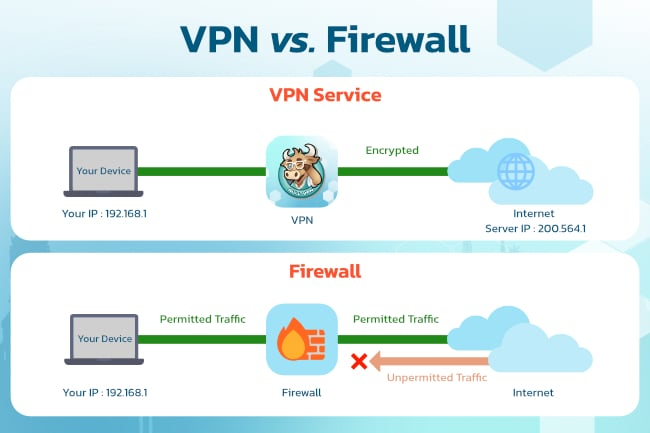 VPN vs. Firewall
VPN Service
Your Device
Encrypted
Your IP : 192.168.1
VPN
Internet
Server IP : 200.564.1
Firewall
Permitted Traffic
Permitted Traffic
Your Device
Unpermitted Traffic
Your IP : 192.168.1
Firewall
Internet